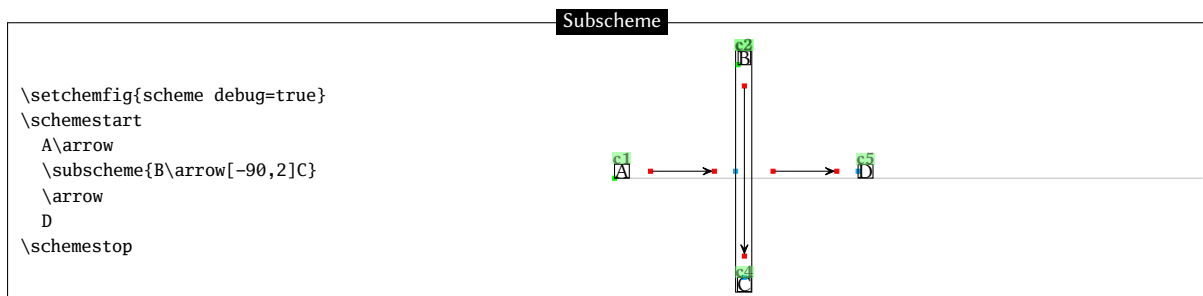 Subscheme
\setchemfig{scheme debug=true}
\schemestart
A\arrow
\subscheme{B\arrow[-90,2]C}
\arrow
D
\schemestop
c2
B
c1
A
c5
D
c4
C